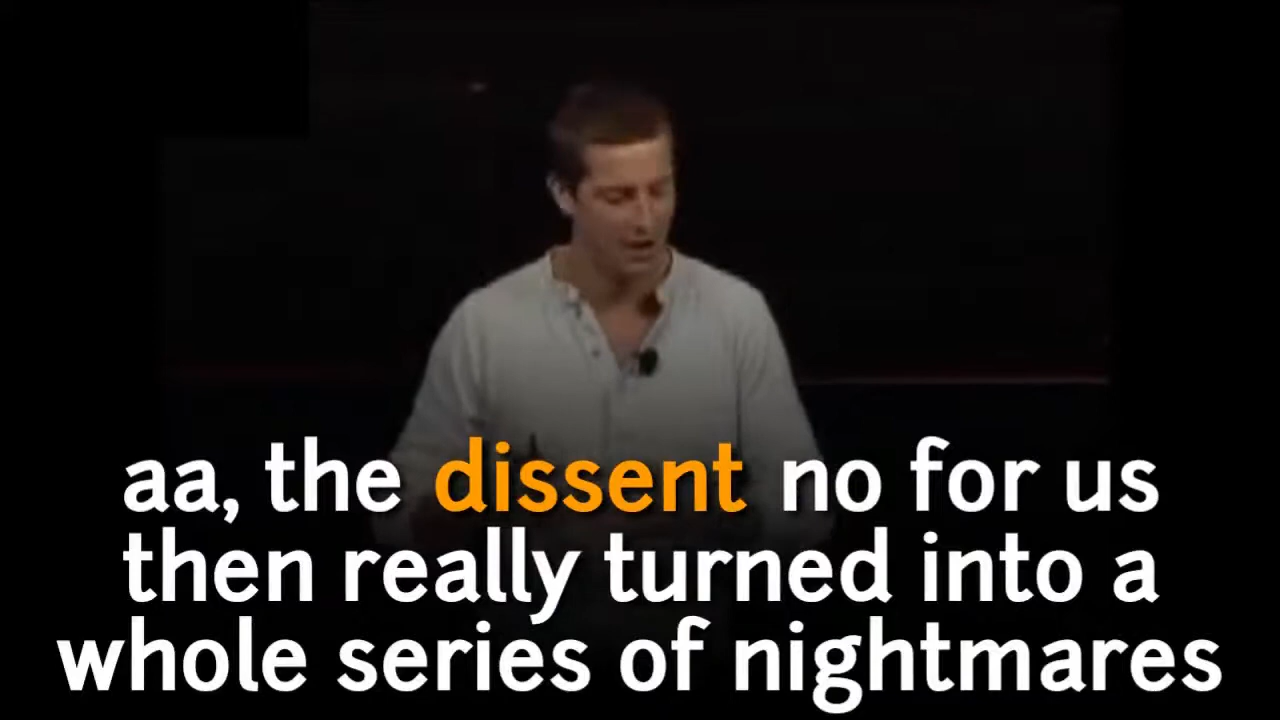 aa, the dissent no for us
then really turned into a
whole series of nightmares